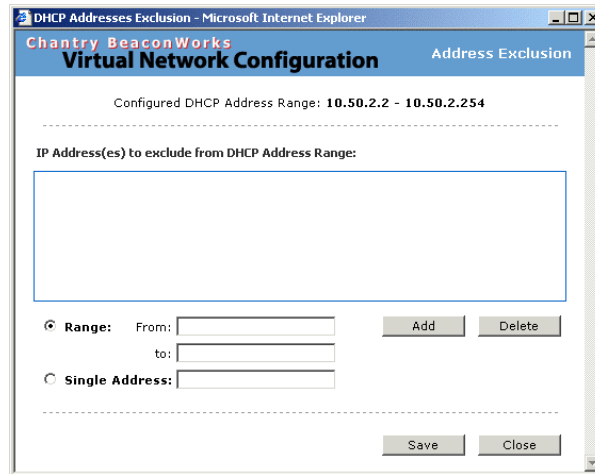 DHCP Addresses Exclusion - Microsoft Internet Explorer
Chantry BeaconWorks
Virtual Network Configuration
Address Exclusion
Configured DHCP Address Range: 10.50.2.2 - 10.50.2.254
IP Address(es) to exclude from DHCP Address Range:
Range: From: Add Delete
to:
Single Address:
Save Close